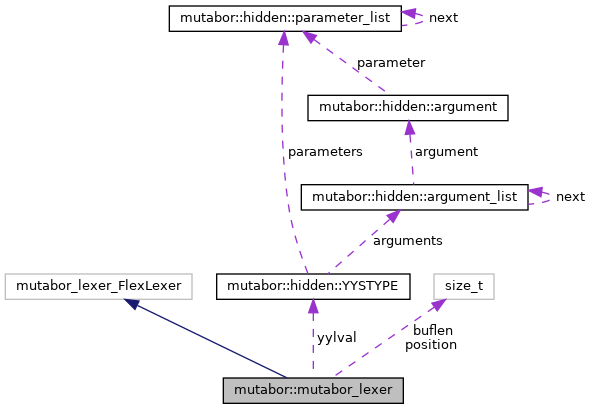 mutabor::hidden::parameter_list
next
parameter
mutabor::hidden::argument
parameters
argument
mutabor::hidden::argument_list
next
arguments
mutabor_lexer_FlexLexer
mutabor::hidden::YYSTYPE
size_t
yylval
buflen
position
mutabor::mutabor_lexer